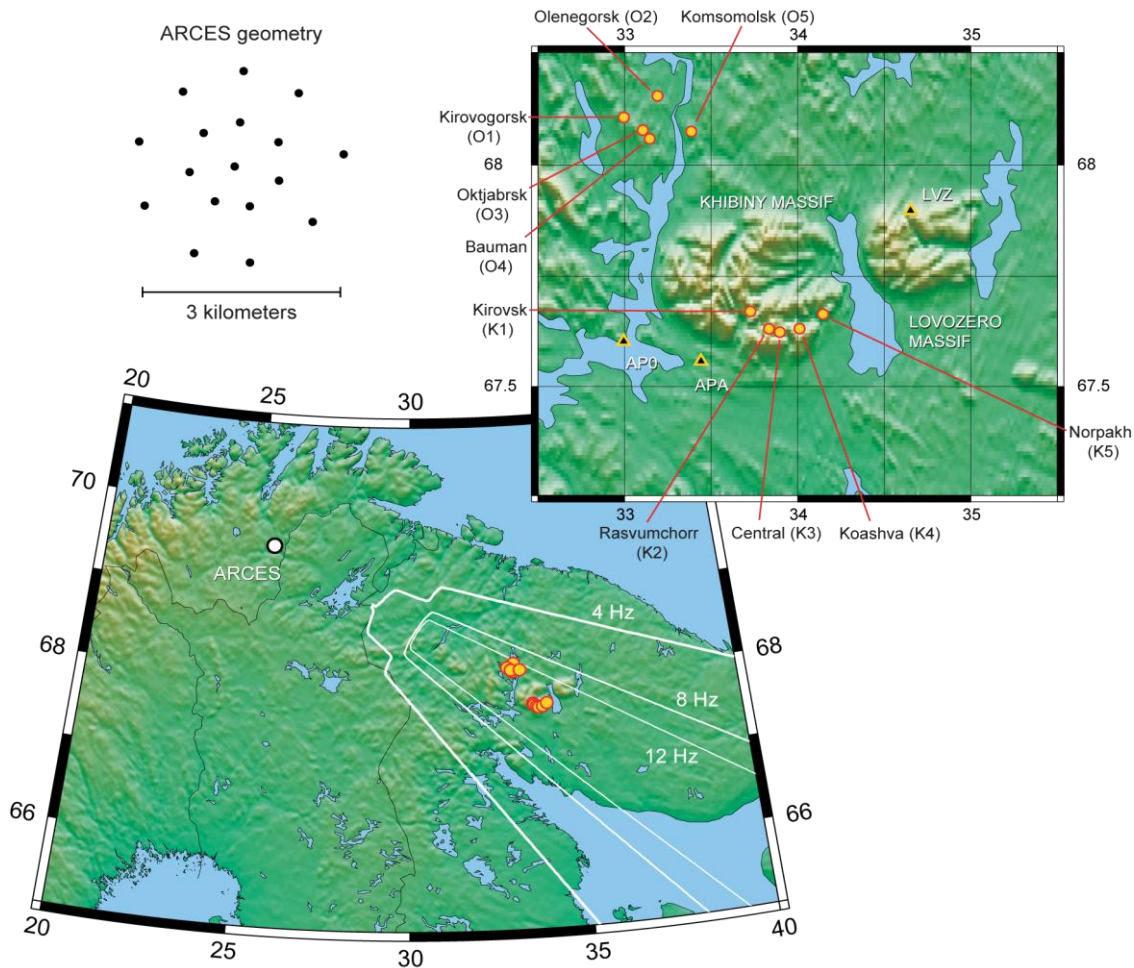 ARCES geometry
3 kilometers
Olenegorsk (O2)
Komsomolsk (O5)
33
34
35
Kirovogorsk
(O1)
68
68
Oktjabrsk
(O3)
KHIBINY MASSIF
LVZ
Bauman
(O4)
Kirovsk
(K1)
LOVOZERO
MASSIF
AP0
APA
67.5
67.5
Norpakh
(K5)
33
34
35
Rasvumchorr
(K2)
Central (K3)
Koashva (K4)
20
25
30
70
ARCES
4 Hz
68
68
8 Hz
12 Hz
66
66
20
25
30
35
40